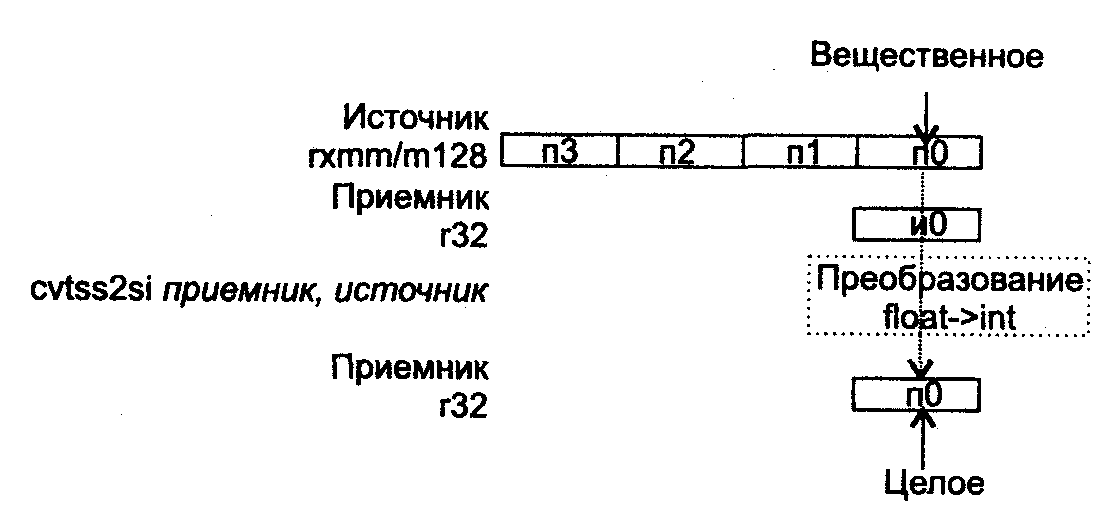 Вещественное
Источник
rxmm/m128 п3 п2 п1 п0
Приемник
r32 и0
cvtss2si приемник, источник
Преобразование
float->int
Приемник
r32 п0
Целое